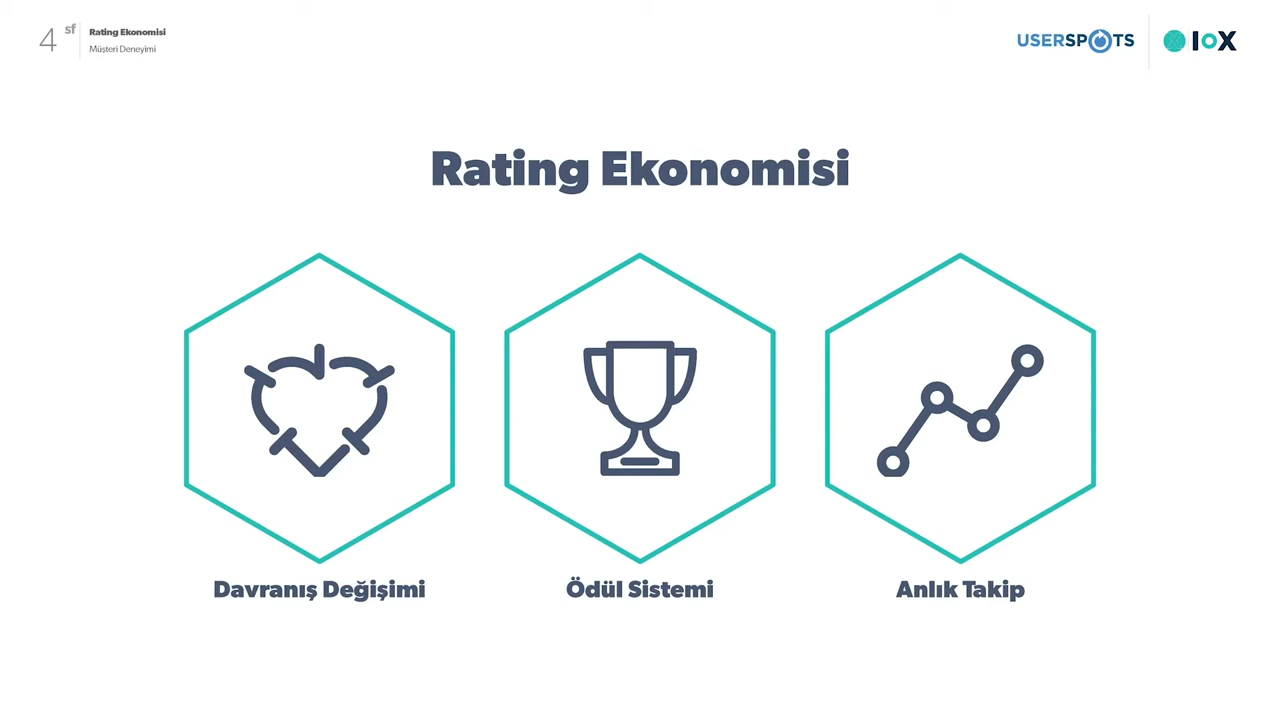 4 sf
Rating Ekonomisi
Müşteri Deneyimi
USERSPOTS
IoX
Rating Ekonomisi
Davranış Değişimi
Ödül Sistemi
Anlık Takip